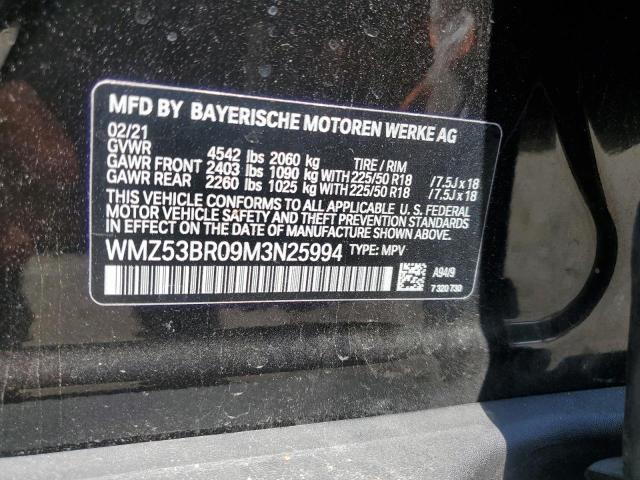 MFD BY BAYERISCHE MOTOREN WERKE AG
02/21
GVWR 4542 lbs 2060 kg TIRE / RIM
GAWR FRONT 2403 lbs 1090 kg WITH 225/50 R18 /7.5J x 18
GAWR REAR 2260 lbs 1025 kg WITH 225/50 R18 /7.5J x 18
THIS VEHICLE CONFORMS TO ALL APPLICABLE U. S. FEDERAL
MOTOR VEHICLE SAFETY AND THEFT PREVENTION STANDARDS
IN EFFECT ON THE DATE OF MANUFACTURE SHOWN ABOVE.
WMZ53BR09M3N25994 TYPE: MPV
A94/9
7 320 730